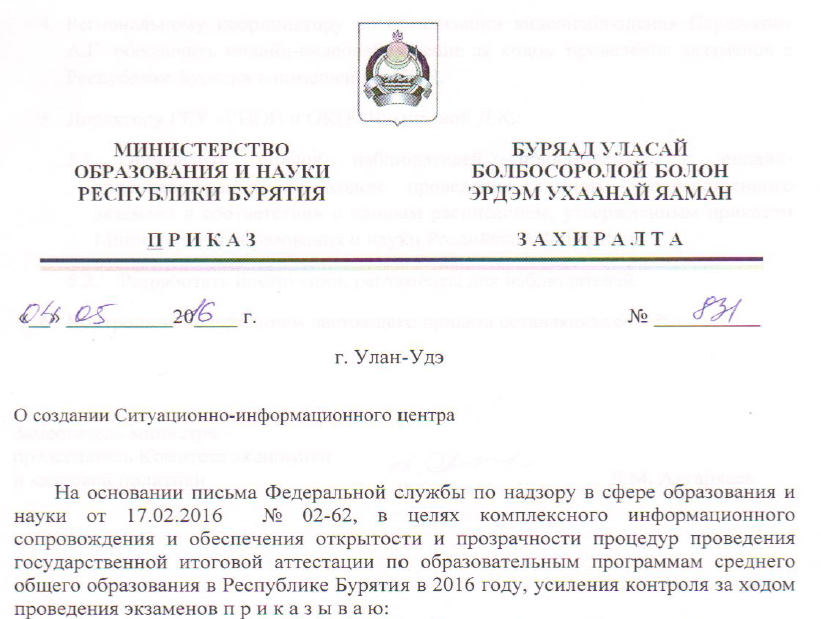 МИНИСТЕРСТВО
ОБРАЗОВАНИЯ И НАУКИ
РЕСПУБЛИКИ БУРЯТИЯ
П Р И К А З
БУРЯАД УЛАСАЙ
БОЛБОСОРОЛОЙ БОЛОН
ЭРДЭМ УХААНАЙ ЯАМАН
З А Х И Р А Л Т А
«04» 05 2016 г. № 831
г. Улан-Удэ
О создании Ситуационно-информационного центра
На основании письма Федеральной службы по надзору в сфере образования и
науки от 17.02.2016 № 02-62, в целях комплексного информационного
сопровождения и обеспечения открытости и прозрачности процедур проведения
государственной итоговой аттестации по образовательным программам среднего
общего образования в Республике Бурятия в 2016 году, усиления контроля за ходом
проведения экзаменов п р и к а з ы в а ю: